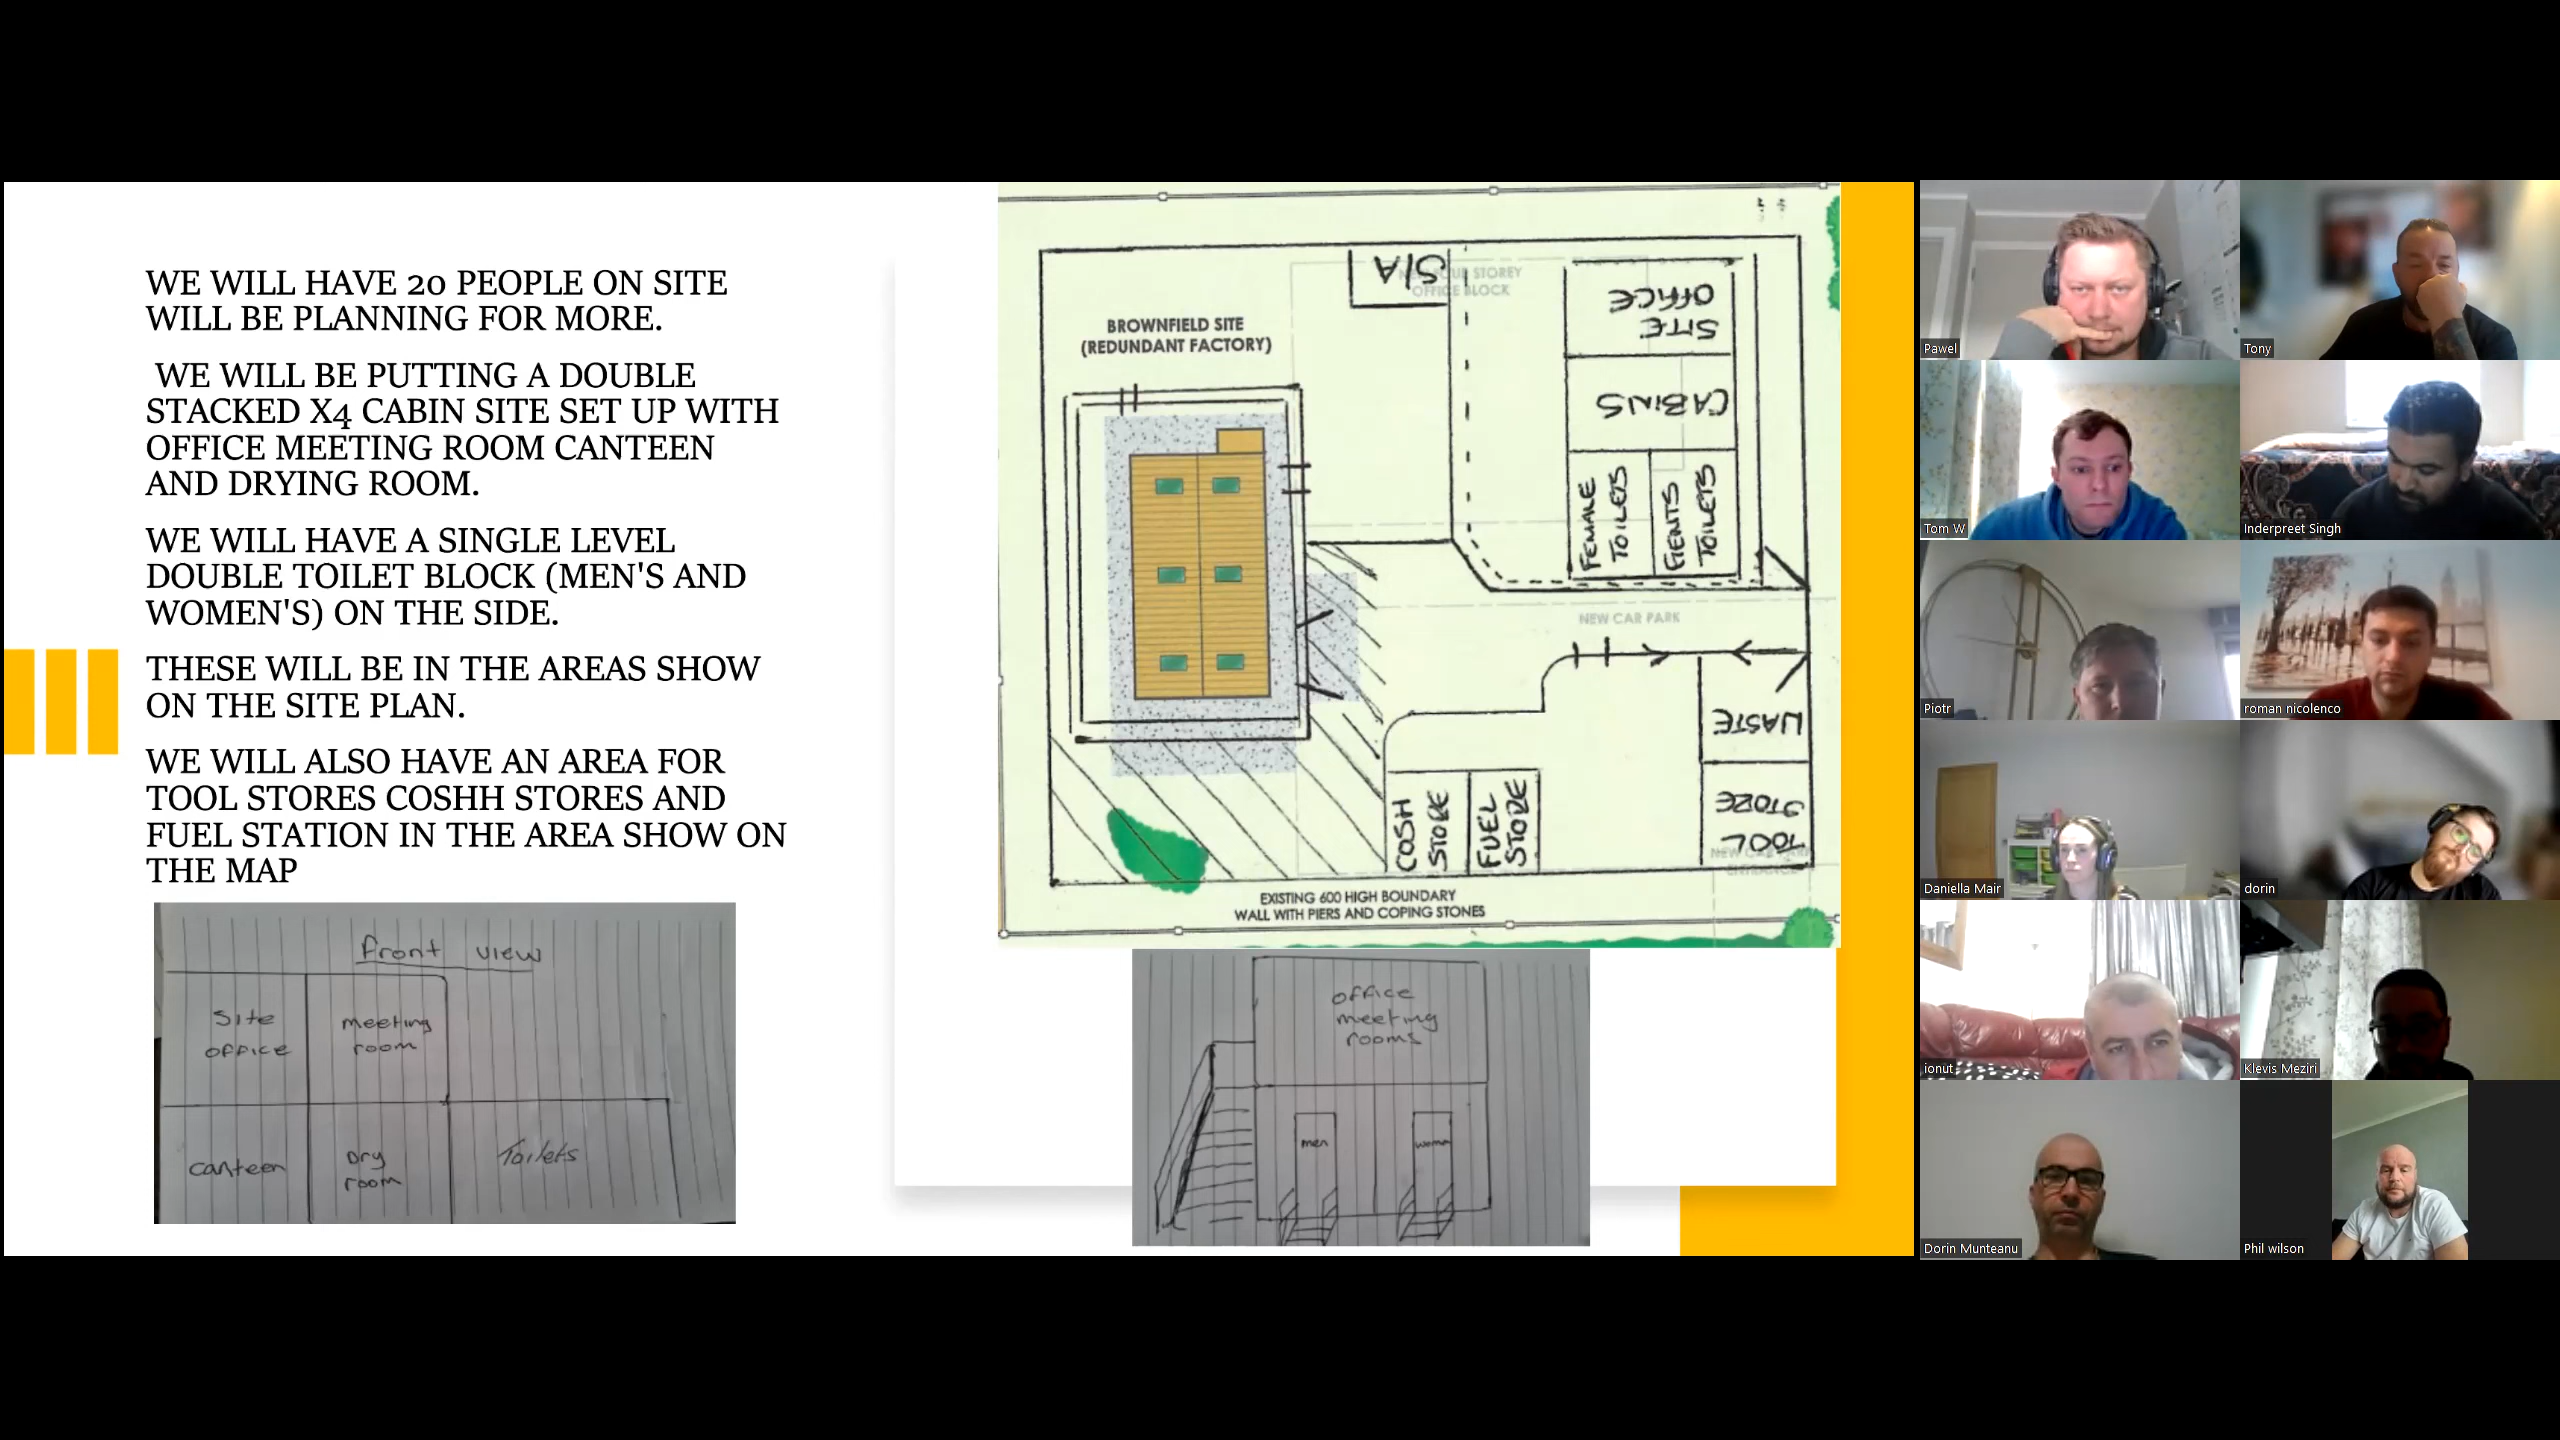 WE WILL HAVE 20 PEOPLE ON SITE
WILL BE PLANNING FOR MORE.
WE WILL BE PUTTING A DOUBLE
STACKED X4 CABIN SITE SET UP WITH
OFFICE MEETING ROOM CANTEEN
AND DRYING ROOM.
WE WILL HAVE A SINGLE LEVEL
DOUBLE TOILET BLOCK (MEN'S AND
WOMEN'S) ON THE SIDE.
THESE WILL BE IN THE AREAS SHOW
ON THE SITE PLAN.
WE WILL ALSO HAVE AN AREA FOR
TOOL STORES COSHH STORES AND
FUEL STATION IN THE AREA SHOW ON
THE MAP
Front view
Site
office
meeting
room
canteen
Dry
room
Toilets
S/A
STOREY
OFFICE BLOCK
BROWNFIELD SITE
(REDUNDANT FACTORY)
SITE
OFFICE
CABINS
FEMALE
TOILETS
TOILETS
NEW CAR PARK
WASTE
TOOL
STORE
COSH
STORE
FUEL
STORE
EXISTING 600 HIGH BOUNDARY
WALL WITH PIERS AND COPING STONES
office
meeting
rooms
men
Pawel
Tony
Tom W
Inderpreet Singh
Piotr
roman nicolenco
Daniella Mair
dorin
ionut
Klevis Meziri
Dorin Munteanu
Phil wilson